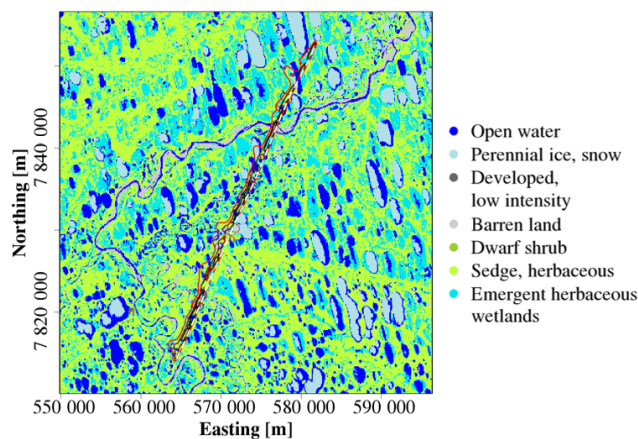 Northing [m]
7 840 000
7 820 000
550 000 560 000 570 000 580 000 590 000
Easting [m]
Open water
Perennial ice, snow
Developed,
low intensity
Barren land
Dwarf shrub
Sedge, herbaceous
Emergent herbaceous
wetlands